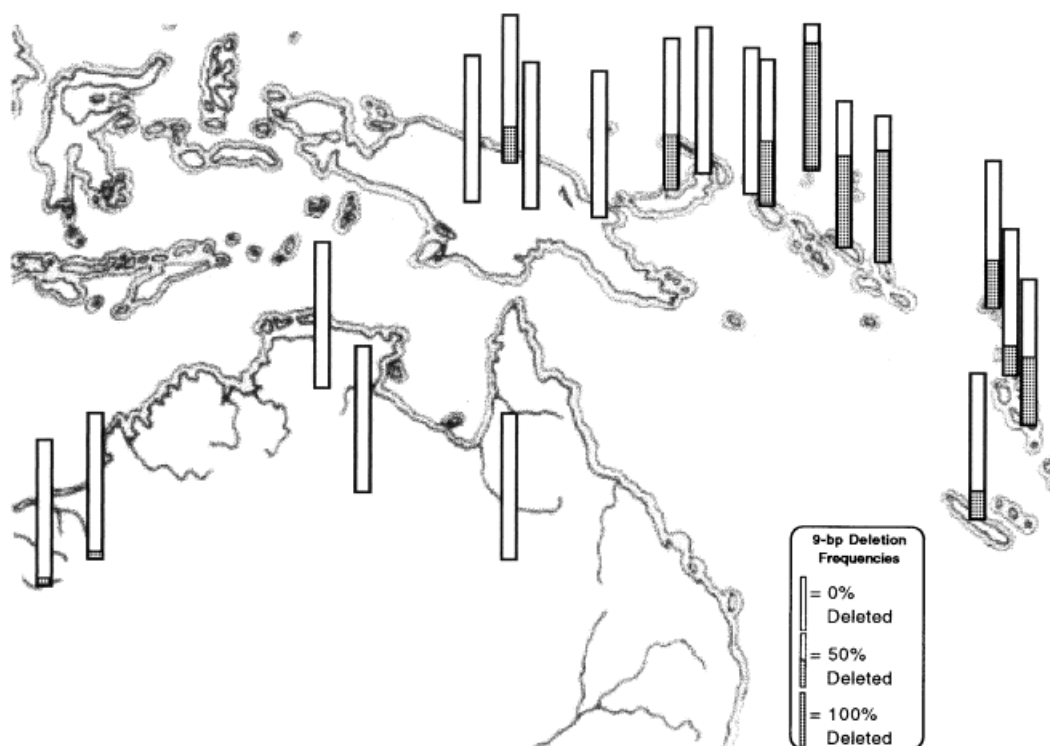 9-bp Deletion
Frequencies
= 0%
Deleted
= 50%
Deleted
= 100%
Deleted